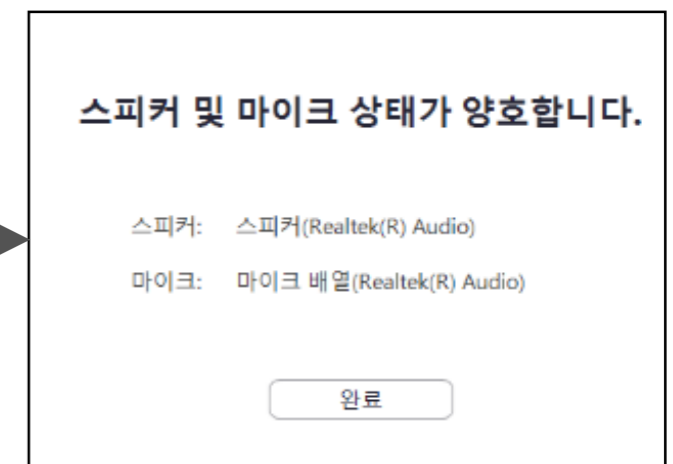 스피커 및 마이크 상태가 양호합니다.
스피커: 스피커(Realtek(R) Audio)
마이크: 마이크 배열(Realtek(R) Audio)
완료